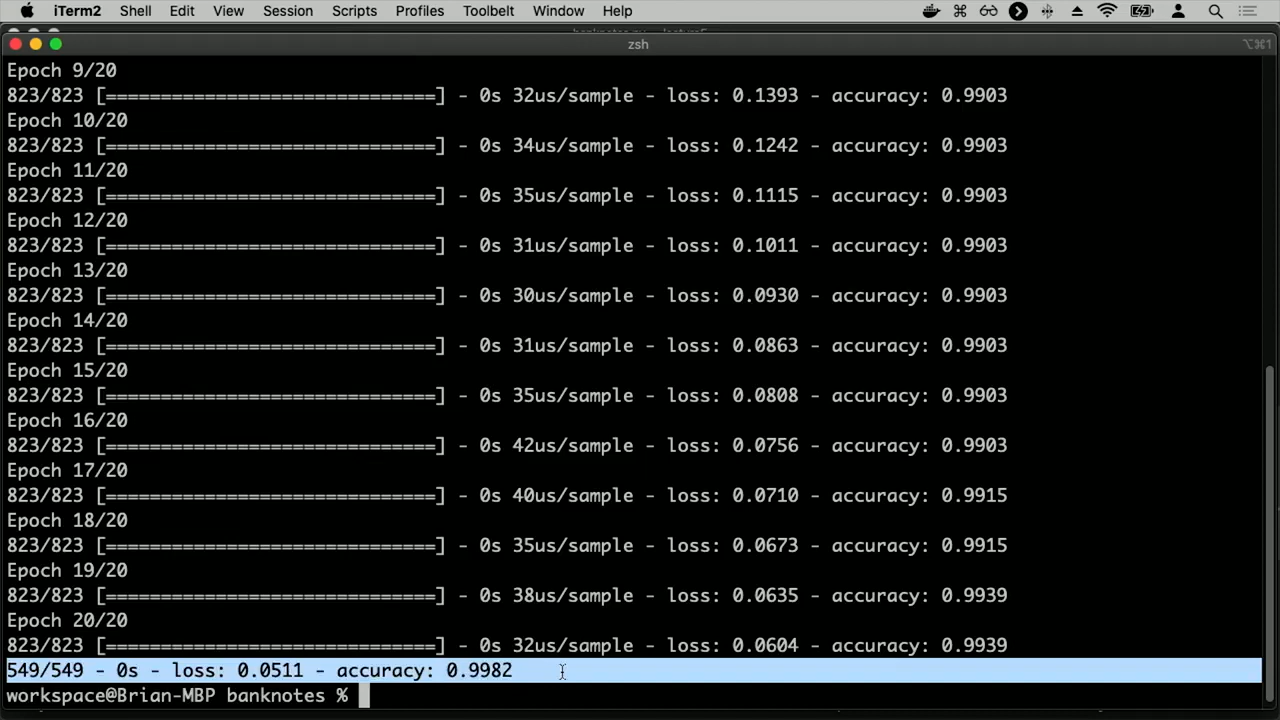 iTerm2 Shell Edit View Session Scripts Profiles Toolbelt Window Help
zsh ⌥⌘1
Epoch 9/20
823/823 [==============================] - 0s 32us/sample - loss: 0.1393 - accuracy: 0.9903
Epoch 10/20
823/823 [==============================] - 0s 34us/sample - loss: 0.1242 - accuracy: 0.9903
Epoch 11/20
823/823 [==============================] - 0s 35us/sample - loss: 0.1115 - accuracy: 0.9903
Epoch 12/20
823/823 [==============================] - 0s 31us/sample - loss: 0.1011 - accuracy: 0.9903
Epoch 13/20
823/823 [==============================] - 0s 30us/sample - loss: 0.0930 - accuracy: 0.9903
Epoch 14/20
823/823 [==============================] - 0s 31us/sample - loss: 0.0863 - accuracy: 0.9903
Epoch 15/20
823/823 [==============================] - 0s 35us/sample - loss: 0.0808 - accuracy: 0.9903
Epoch 16/20
823/823 [==============================] - 0s 42us/sample - loss: 0.0756 - accuracy: 0.9903
Epoch 17/20
823/823 [==============================] - 0s 40us/sample - loss: 0.0710 - accuracy: 0.9915
Epoch 18/20
823/823 [==============================] - 0s 35us/sample - loss: 0.0673 - accuracy: 0.9915
Epoch 19/20
823/823 [==============================] - 0s 38us/sample - loss: 0.0635 - accuracy: 0.9939
Epoch 20/20
823/823 [==============================] - 0s 32us/sample - loss: 0.0604 - accuracy: 0.9939
549/549 - 0s - loss: 0.0511 - accuracy: 0.9982
workspace@Brian-MBP banknotes %